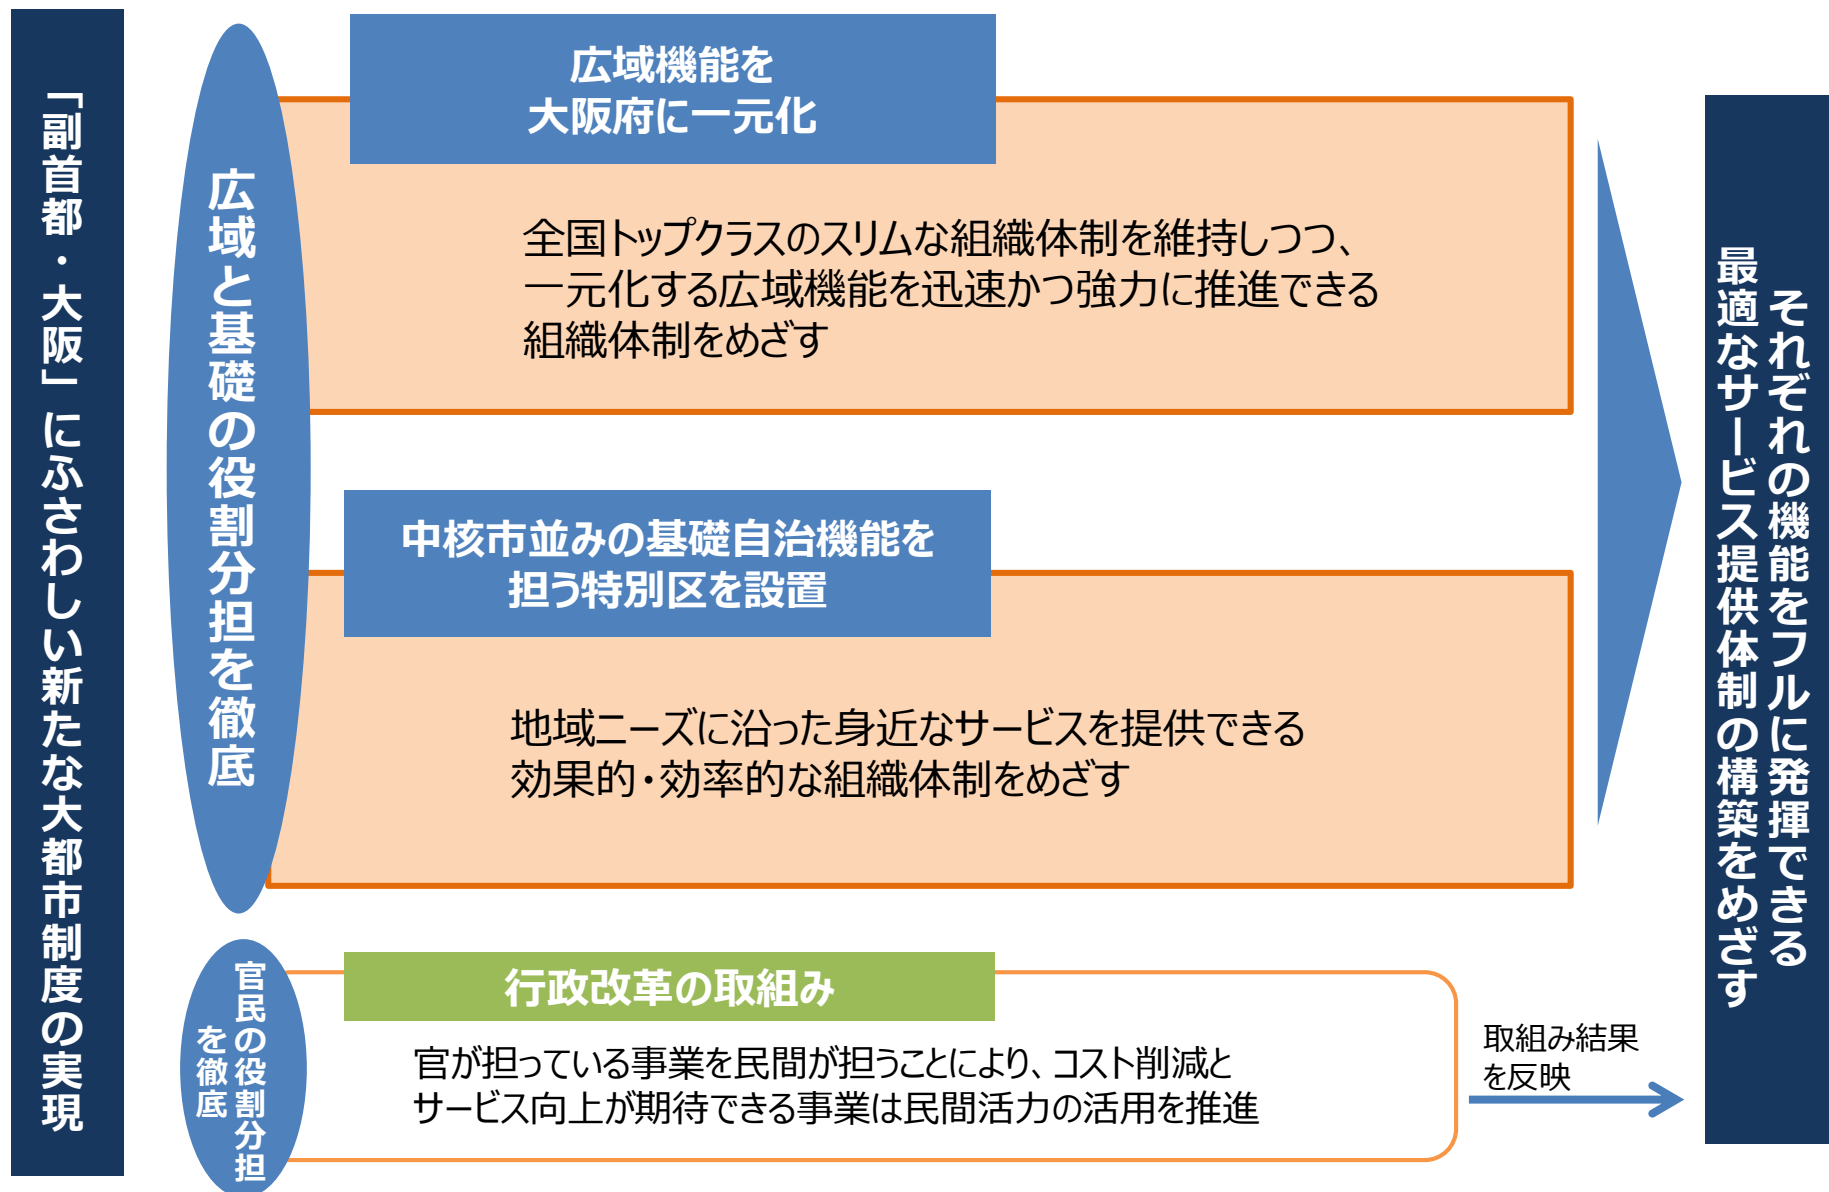 「副首都・大阪」にふさわしい新たな大都市制度の実現
広域と基礎の役割分担を徹底
広域機能を
大阪府に一元化
全国トップクラスのスリムな組織体制を維持しつつ、
一元化する広域機能を迅速かつ強力に推進できる
組織体制をめざす
中核市並みの基礎自治機能を
担う特別区を設置
地域ニーズに沿った身近なサービスを提供できる
効果的・効率的な組織体制をめざす
官民の役割分担
を徹底
行政改革の取組み
官が担っている事業を民間が担うことにより、コスト削減と
サービス向上が期待できる事業は民間活力の活用を推進
取組み結果
を反映
それぞれの機能をフルに発揮できる
最適なサービス提供体制の構築をめざす